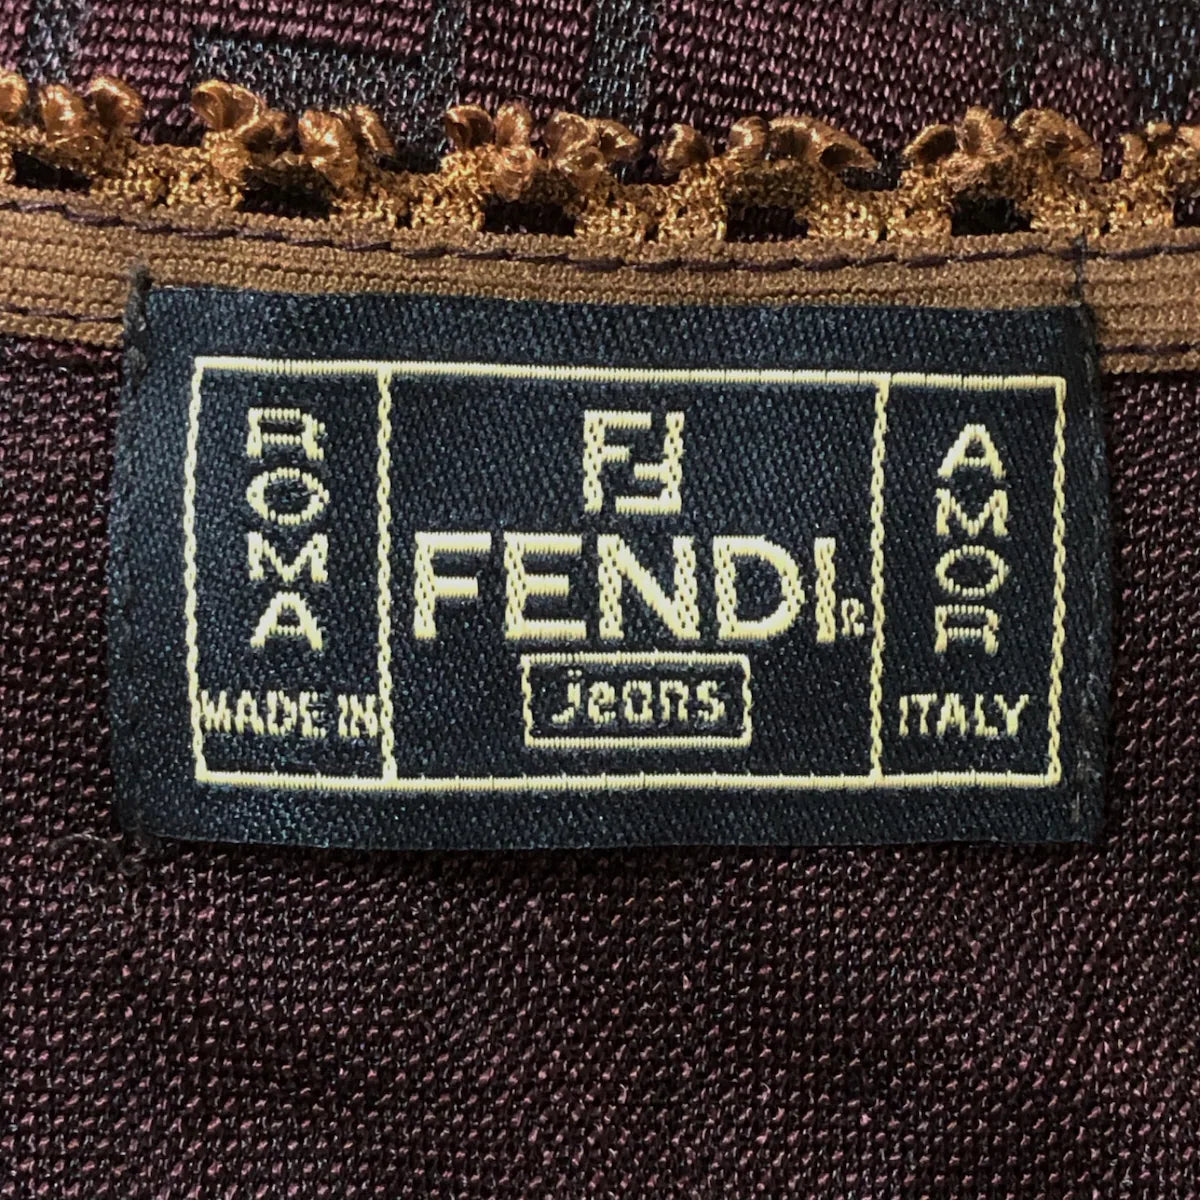 ROMA
MADE IN
FF
FENDI R
jeans
AMOR
ITALY